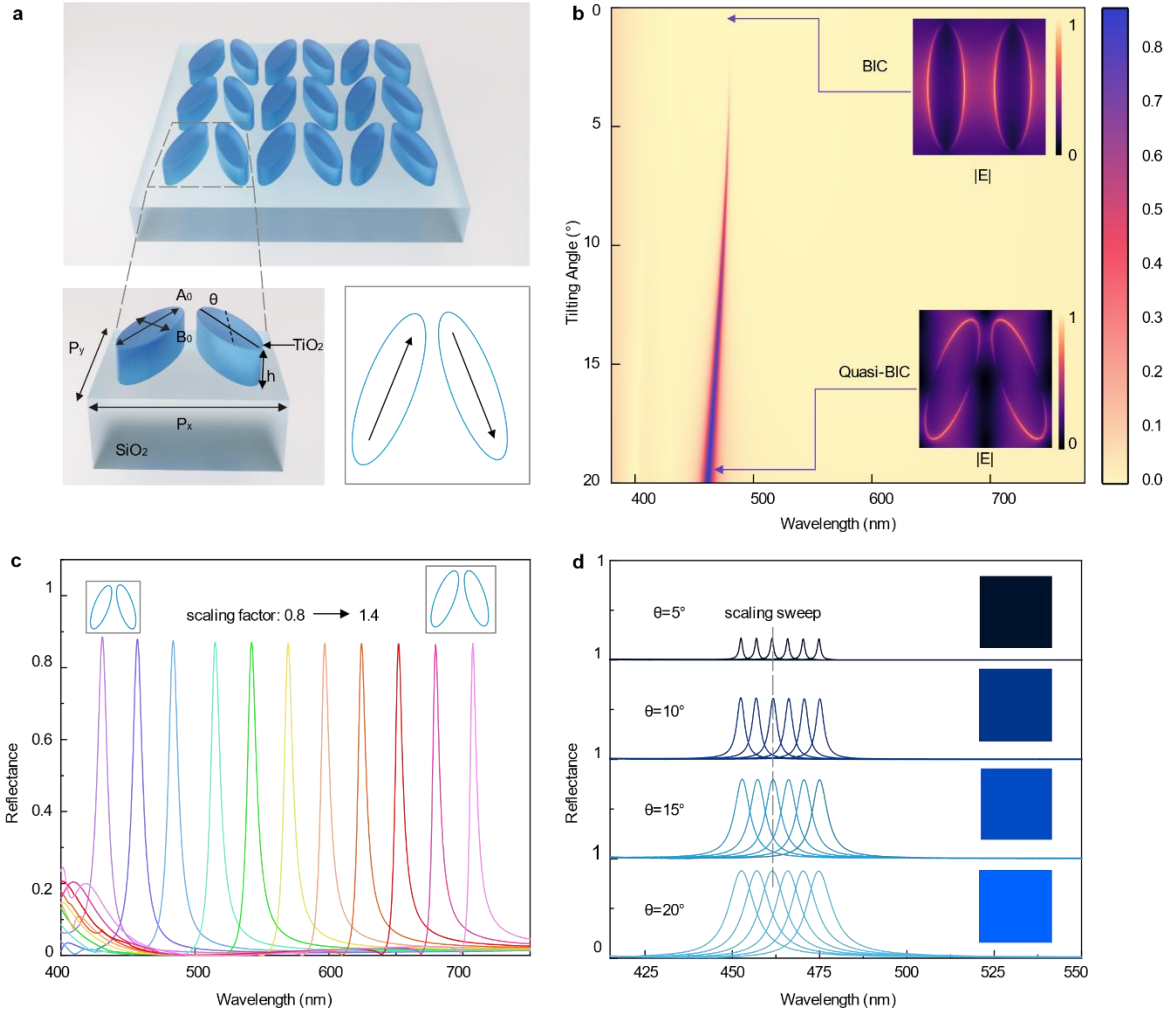 a
A₀
θ
B₀
TiO₂
P_y
h
P_x
SiO₂
b
0
5
10
15
20
Tilting Angle (°)
400
500
600
700
Wavelength (nm)
BIC
1
0
|E|
Quasi-BIC
1
0
|E|
0.8
0.7
0.6
0.5
0.4
0.3
0.2
0.1
0.0
c
1
0.8
0.6
0.4
0.2
0
Reflectance
scaling factor: 0.8 → 1.4
400
500
600
700
Wavelength (nm)
d
1
θ=5°
scaling sweep
1
θ=10°
1
θ=15°
1
θ=20°
0
Reflectance
425
450
475
500
525
550
Wavelength (nm)